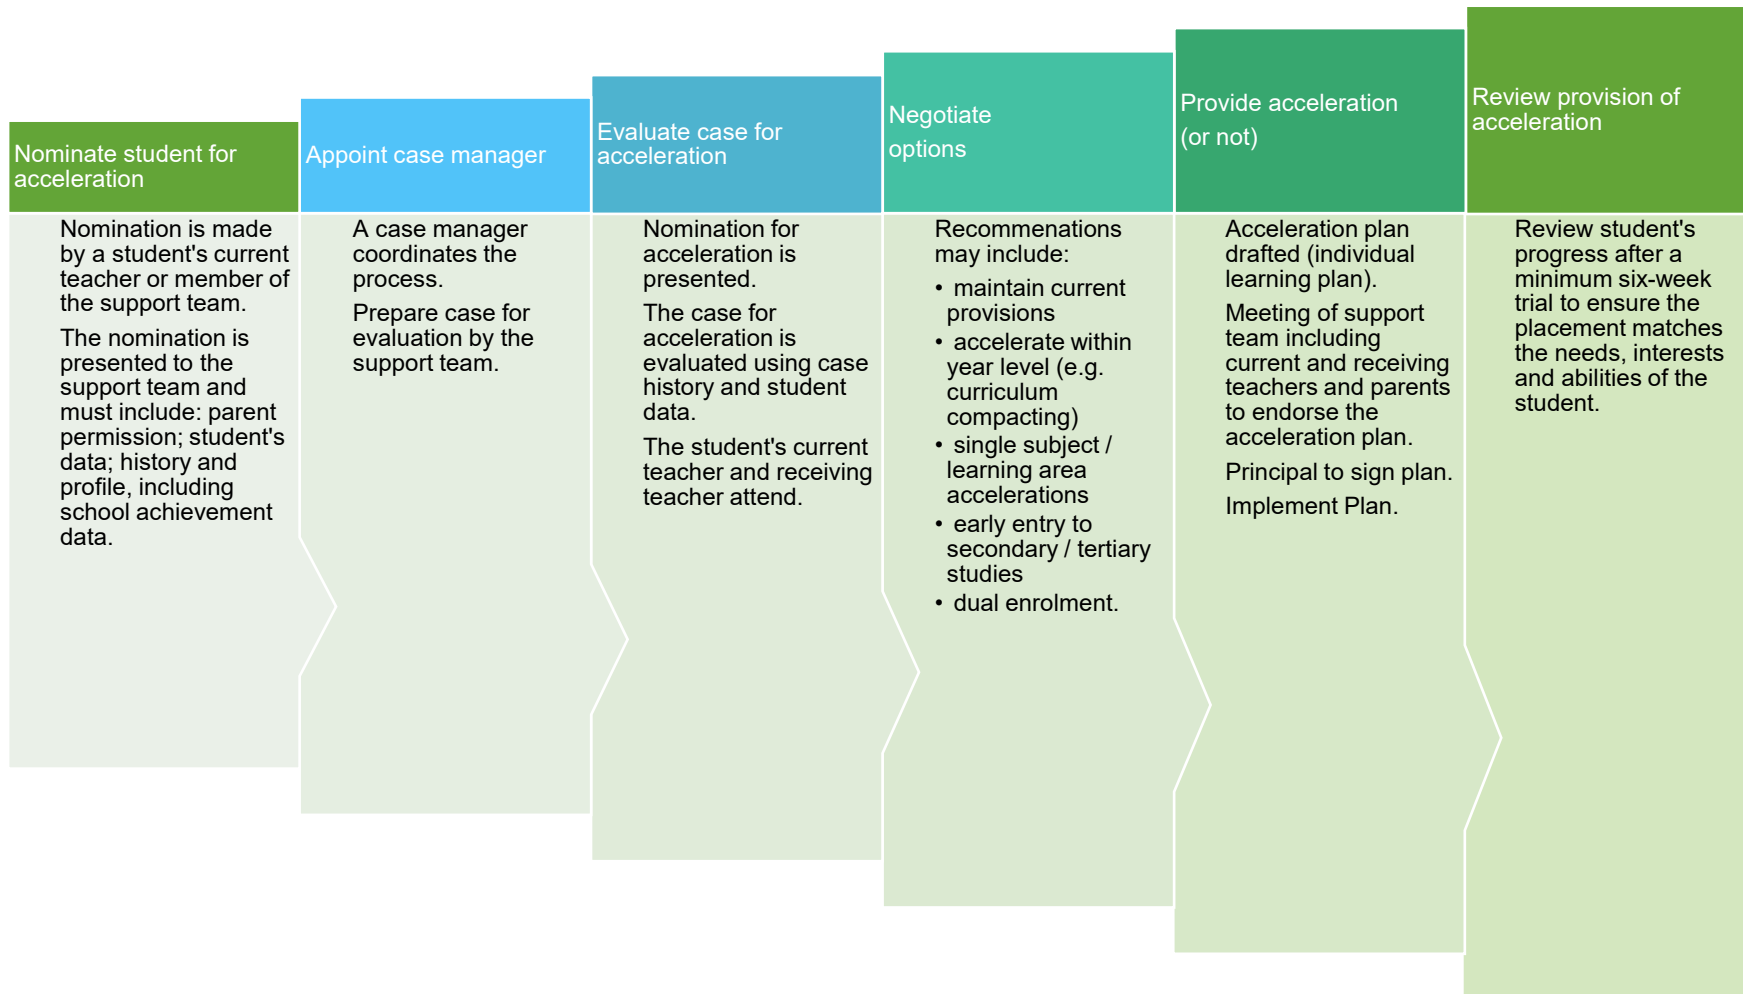 Nominate student for
acceleration
Nomination is made
by a student's current
teacher or member of
the support team.
The nomination is
presented to the
support team and
must include: parent
permission; student's
data; history and
profile, including
school achievement
data.
Appoint case manager
A case manager
coordinates the
process.
Prepare case for
evaluation by the
support team.
Evaluate case for
acceleration
Nomination for
acceleration is
presented.
The case for
acceleration is
evaluated using case
history and student
data.
The student's current
teacher and receiving
teacher attend.
Negotiate
options
Recommenations
may include:
• maintain current
provisions
• accelerate within
year level (e.g.
curriculum
compacting)
• single subject /
learning area
accelerations
• early entry to
secondary / tertiary
studies
• dual enrolment.
Provide acceleration
(or not)
Acceleration plan
drafted (individual
learning plan).
Meeting of support
team including
current and receiving
teachers and parents
to endorse the
acceleration plan.
Principal to sign plan.
Implement Plan.
Review provision of
acceleration
Review student's
progress after a
minimum six-week
trial to ensure the
placement matches
the needs, interests
and abilities of the
student.